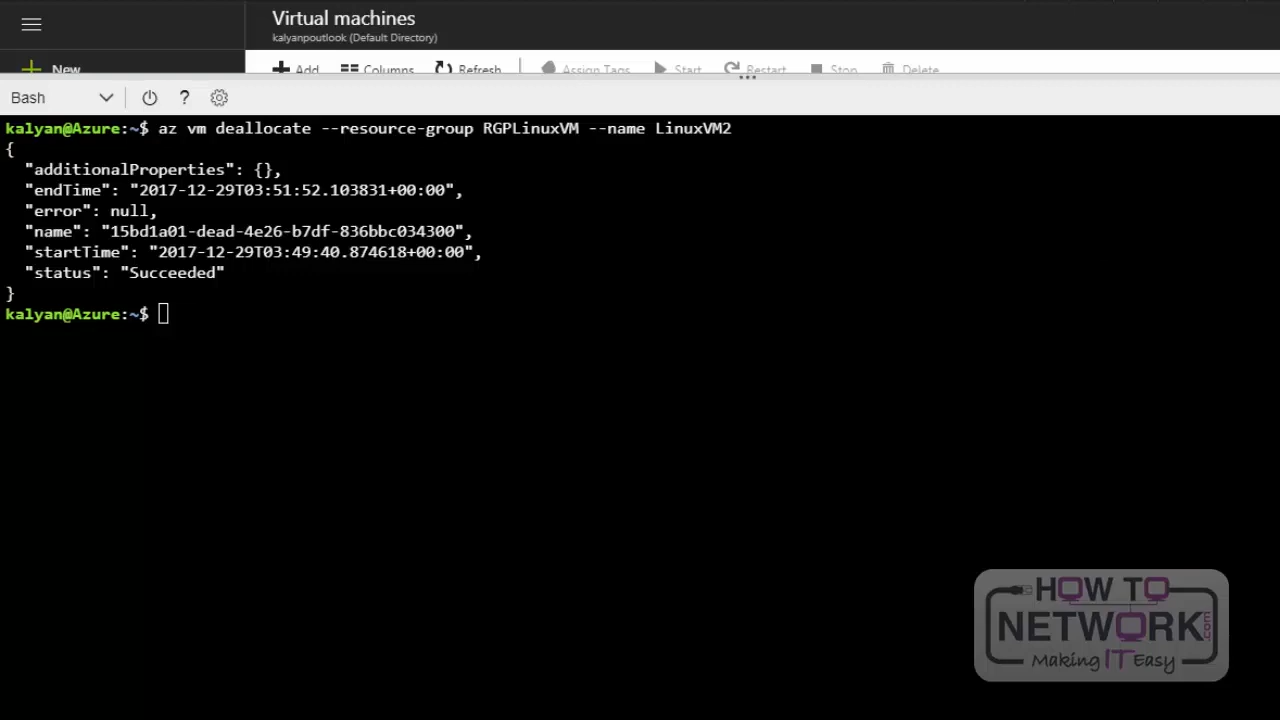 Virtual machines
kalyanpoutlook (Default Directory)
New
Add Columns Refresh Assign Tags Start Restart Stop Delete
Bash ?
kalyan@Azure:~$ az vm deallocate --resource-group RGPLinuxVM --name LinuxVM2
{
"additionalProperties": {},
"endTime": "2017-12-29T03:51:52.103831+00:00",
"error": null,
"name": "15bd1a01-dead-4e26-b7df-836bbc034300",
"startTime": "2017-12-29T03:49:40.874618+00:00",
"status": "Succeeded"
}
kalyan@Azure:~$
HOW TO
NETWORK.com
Making IT Easy